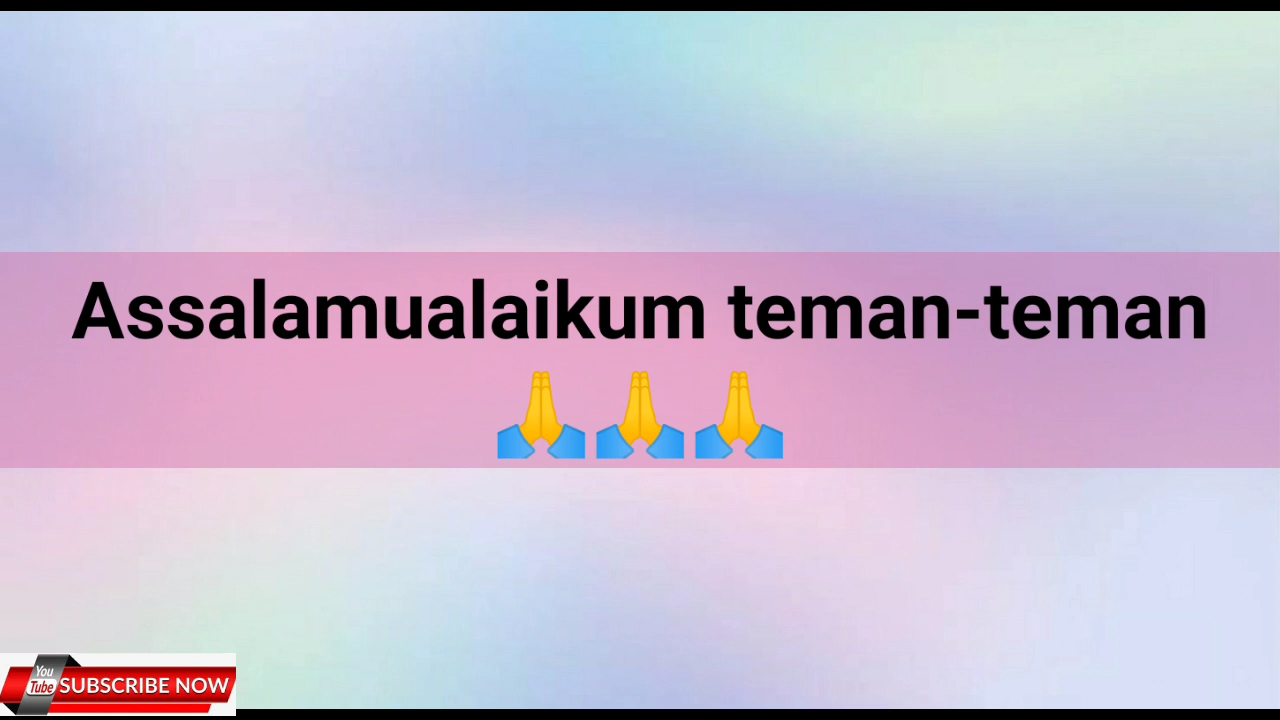 Assalamualaikum teman-teman
🙏🙏🙏
You
Tube
SUBSCRIBE NOW